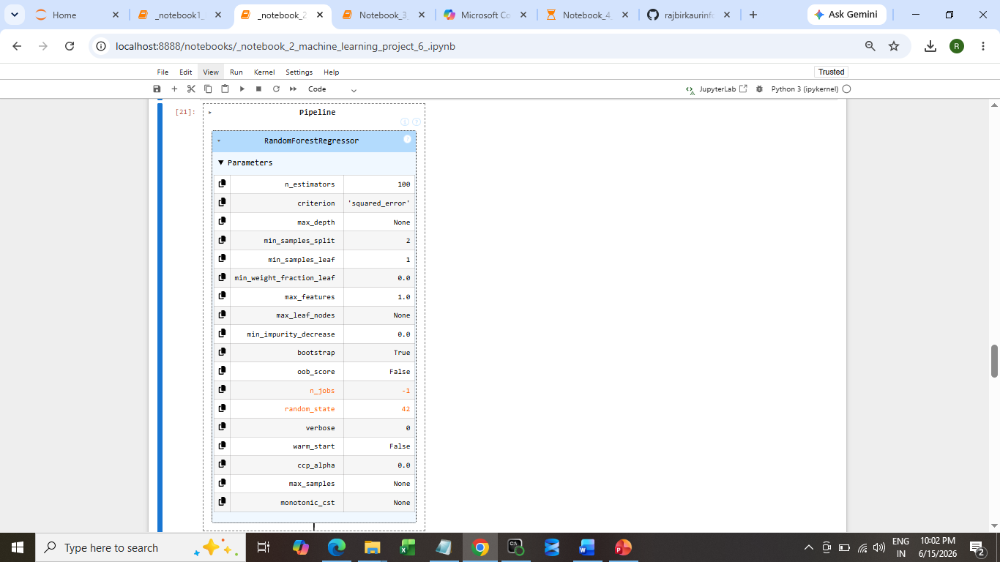 Home
_notebook1_
_notebook_2
Notebook_3_
Microsoft Co
Notebook_4_
rajbirkaurinfo
Ask Gemini
localhost:8888/notebooks/_notebook_2_machine_learning_project_6_.ipynb
R
File Edit View Run Kernel Settings Help
Trusted
Code
JupyterLab
Python 3 (ipykernel)
[21]:
Pipeline
RandomForestRegressor
Parameters
n_estimators 100
criterion 'squared_error'
max_depth None
min_samples_split 2
min_samples_leaf 1
min_weight_fraction_leaf 0.0
max_features 1.0
max_leaf_nodes None
min_impurity_decrease 0.0
bootstrap True
oob_score False
n_jobs -1
random_state 42
verbose 0
warm_start False
ccp_alpha 0.0
max_samples None
monotonic_cst None
Type here to search
ENG
IN
10:02 PM
6/15/2026
2